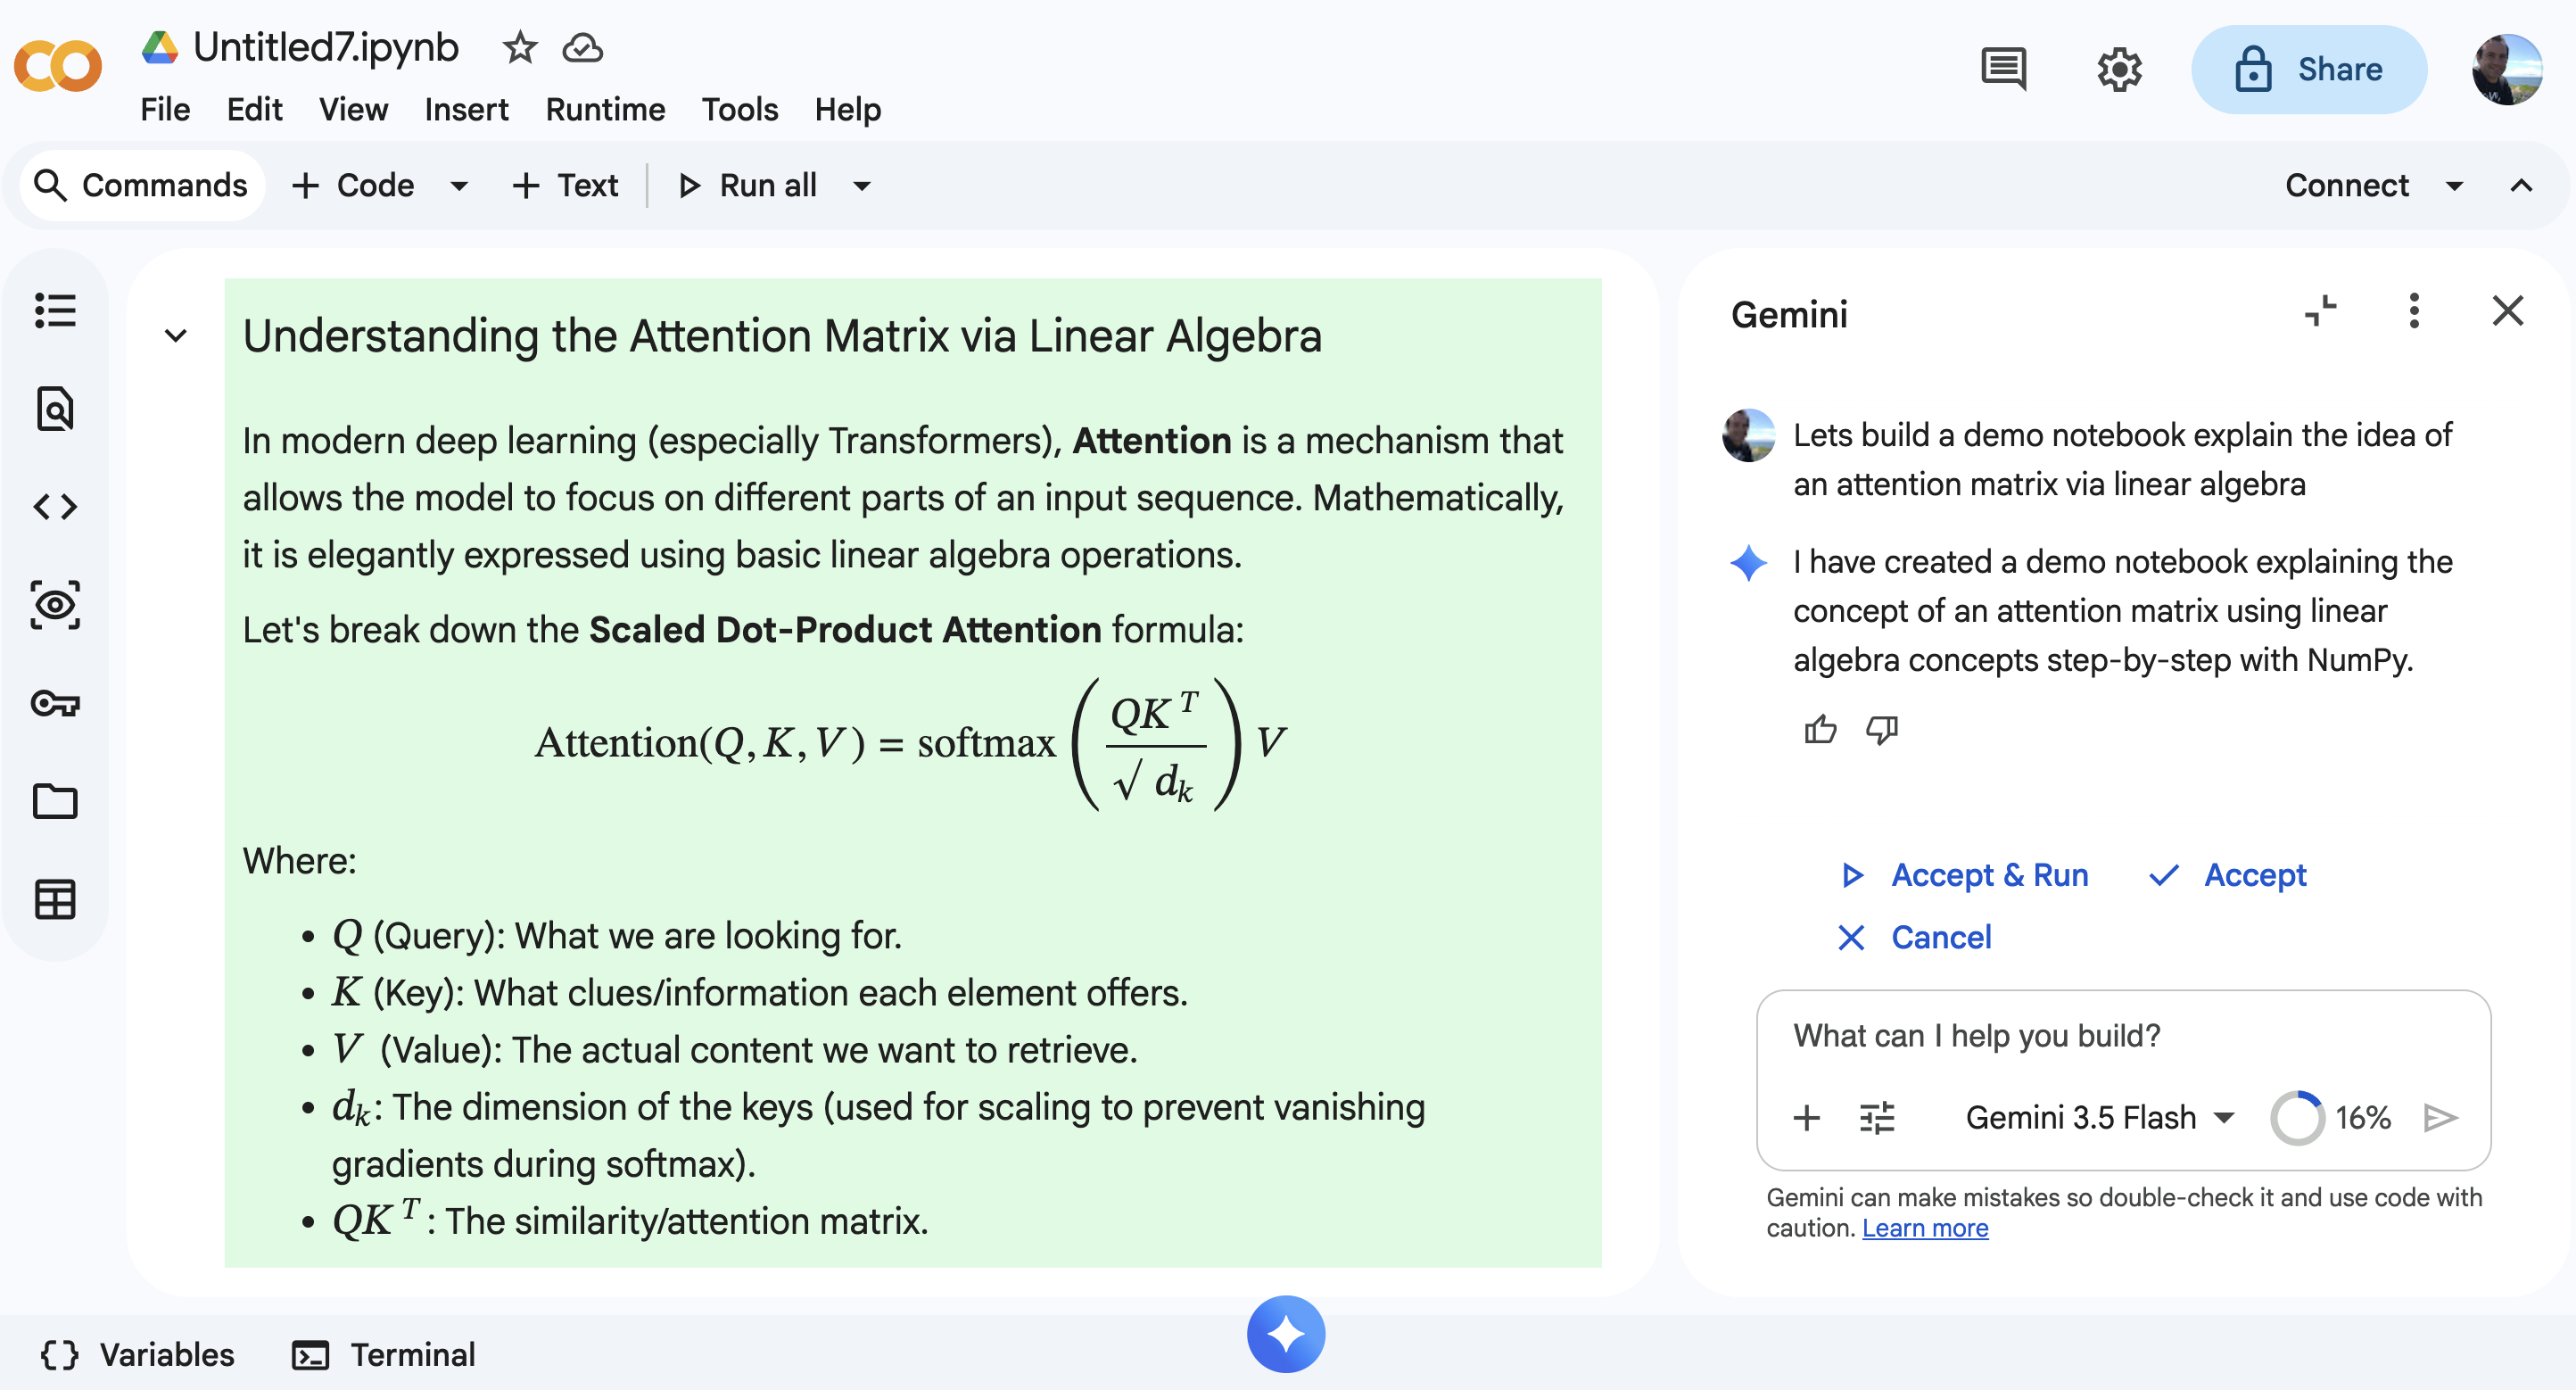 Untitled7.ipynb
File Edit View Insert Runtime Tools Help
Share
Commands + Code + Text Run all
Connect
Understanding the Attention Matrix via Linear Algebra
In modern deep learning (especially Transformers), Attention is a mechanism that
allows the model to focus on different parts of an input sequence. Mathematically,
it is elegantly expressed using basic linear algebra operations.
Let's break down the Scaled Dot-Product Attention formula:
Attention(Q, K, V) = softmax (QK^T / √d_k) V
Where:
• Q (Query): What we are looking for.
• K (Key): What clues/information each element offers.
• V (Value): The actual content we want to retrieve.
• d_k: The dimension of the keys (used for scaling to prevent vanishing
gradients during softmax).
• QK^T: The similarity/attention matrix.
Gemini
Lets build a demo notebook explain the idea of
an attention matrix via linear algebra
I have created a demo notebook explaining the
concept of an attention matrix using linear
algebra concepts step-by-step with NumPy.
Accept & Run Accept
Cancel
What can I help you build?
Gemini 3.5 Flash 16%
Gemini can make mistakes so double-check it and use code with
caution. Learn more
Variables Terminal